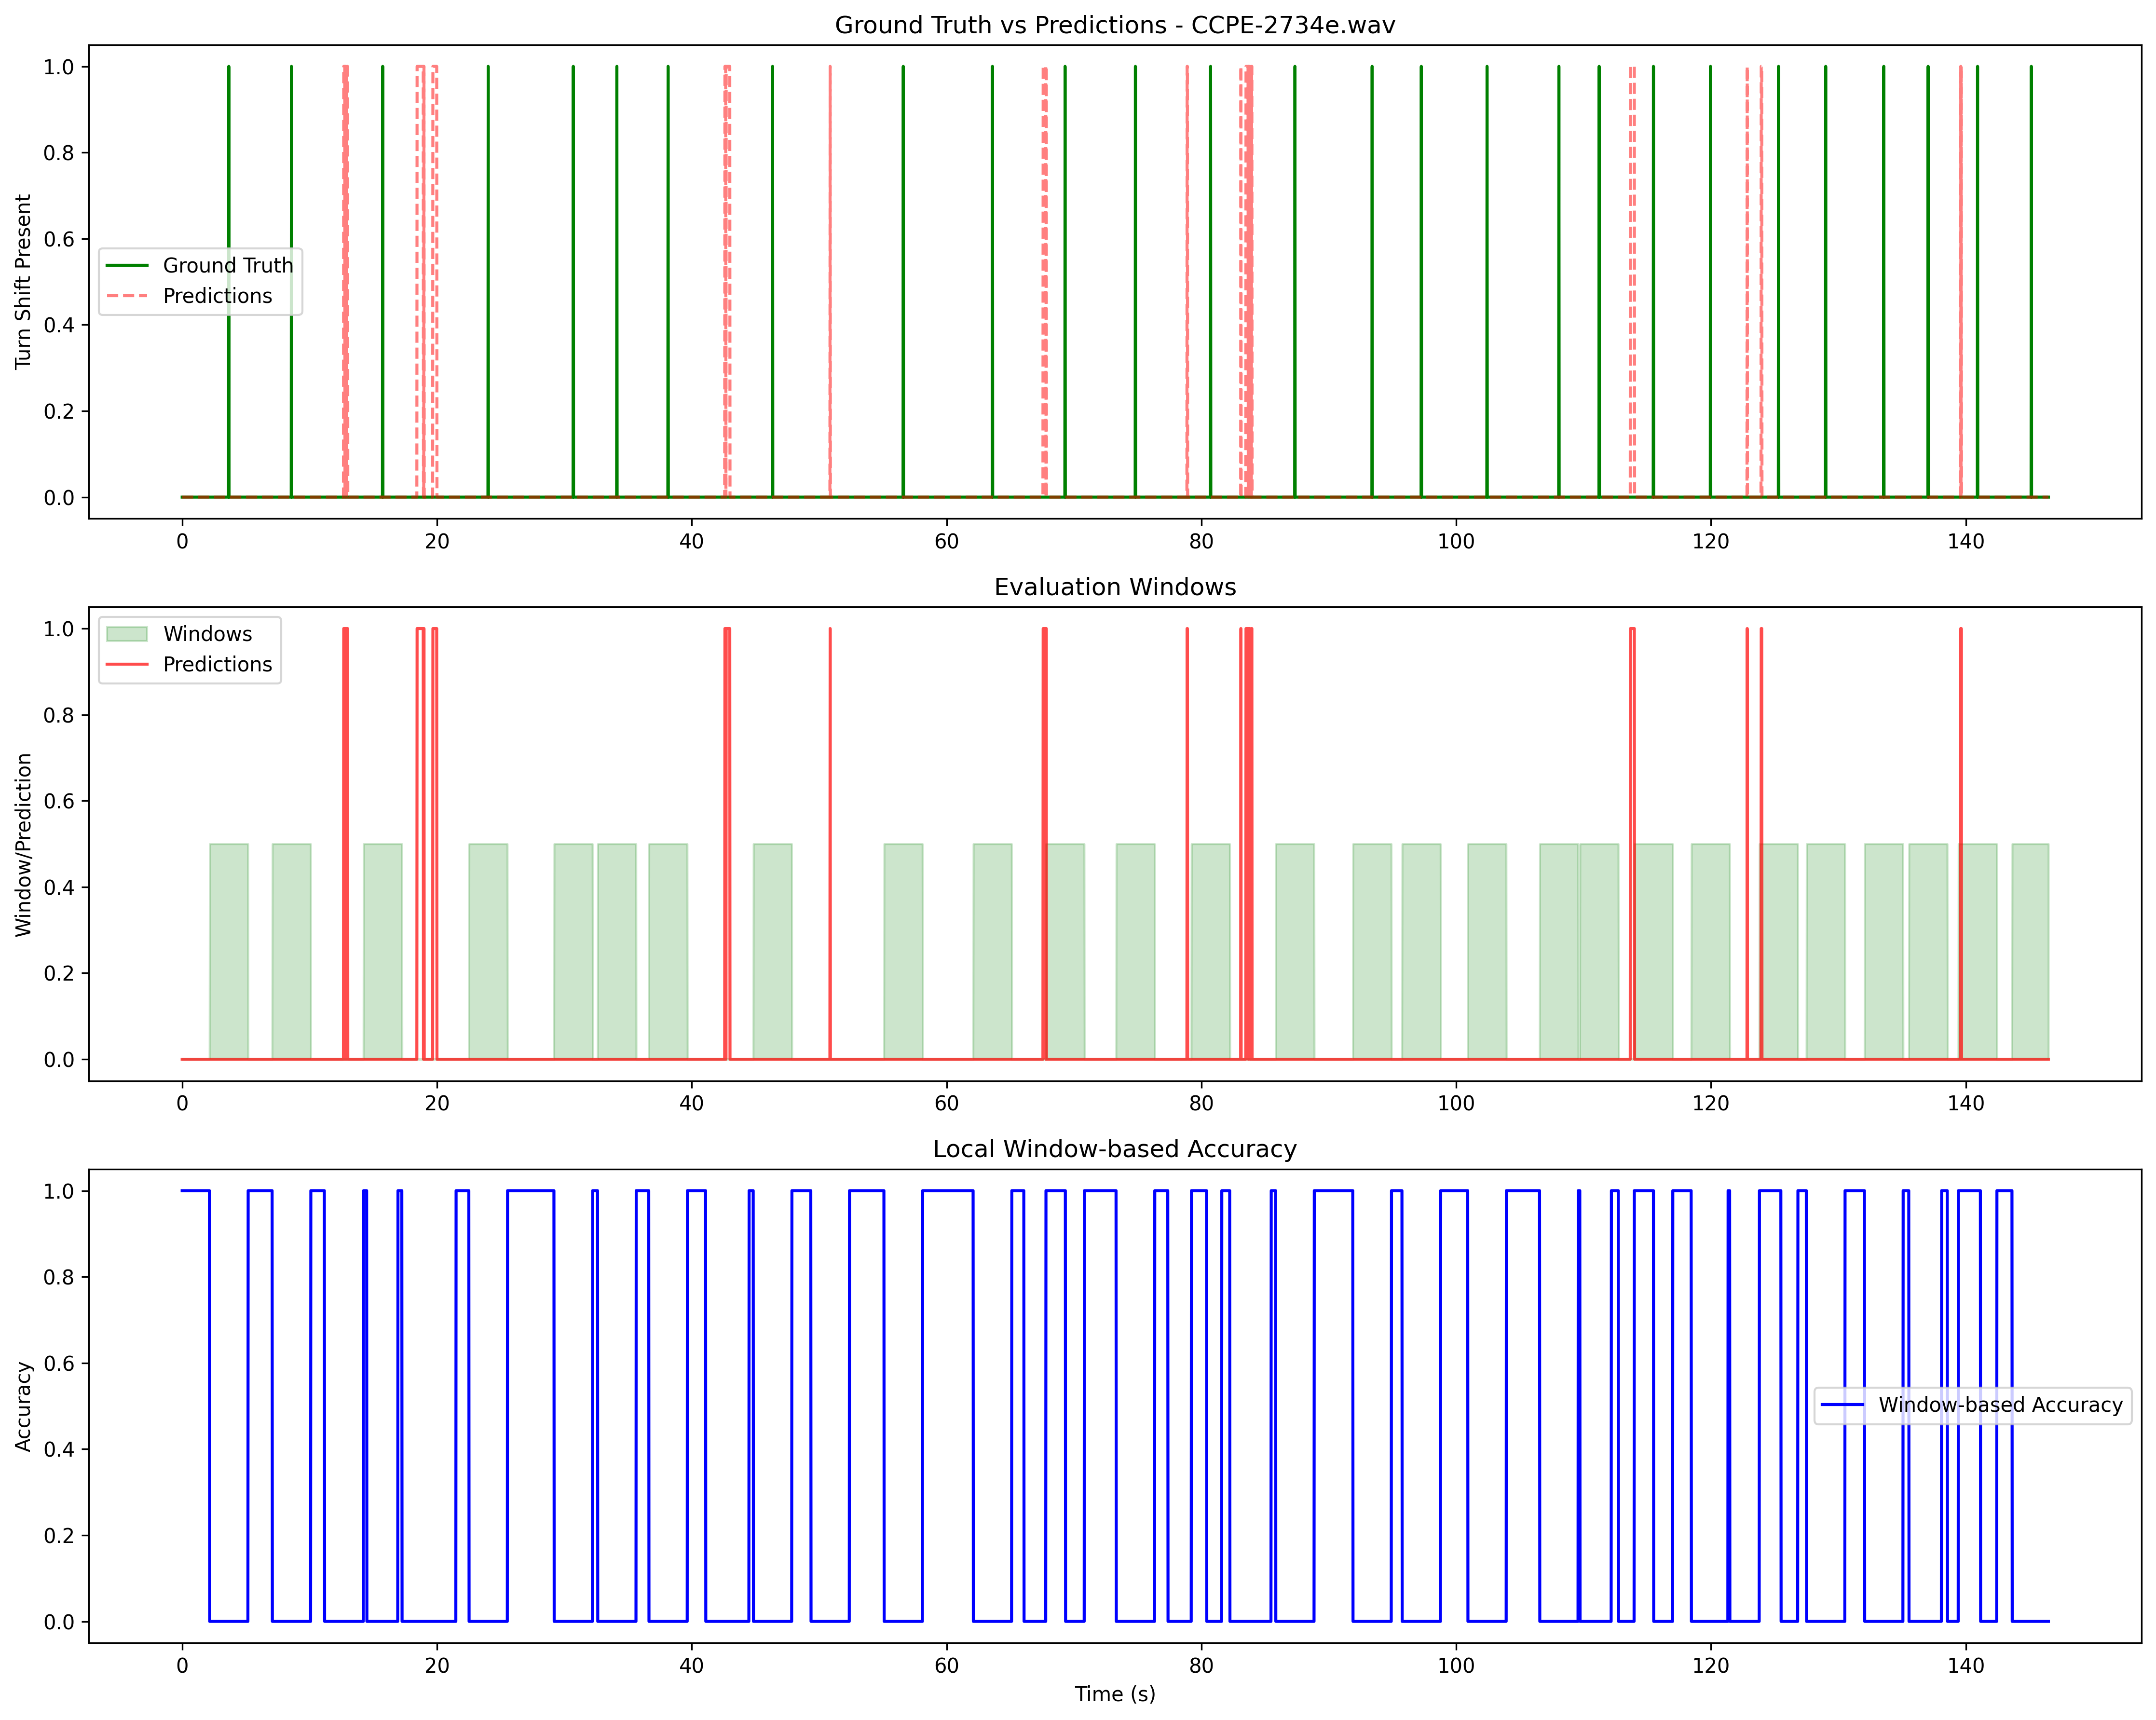 Ground Truth vs Predictions - CCPE-2734e.wav
Turn Shift Present
1.0
0.8
0.6
0.4
0.2
0.0
Ground Truth
Predictions
0 20 40 60 80 100 120 140
Evaluation Windows
Window/Prediction
1.0
0.8
0.6
0.4
0.2
0.0
Windows
Predictions
0 20 40 60 80 100 120 140
Local Window-based Accuracy
Accuracy
1.0
0.8
0.6
0.4
0.2
0.0
Window-based Accuracy
0 20 40 60 80 100 120 140
Time (s)